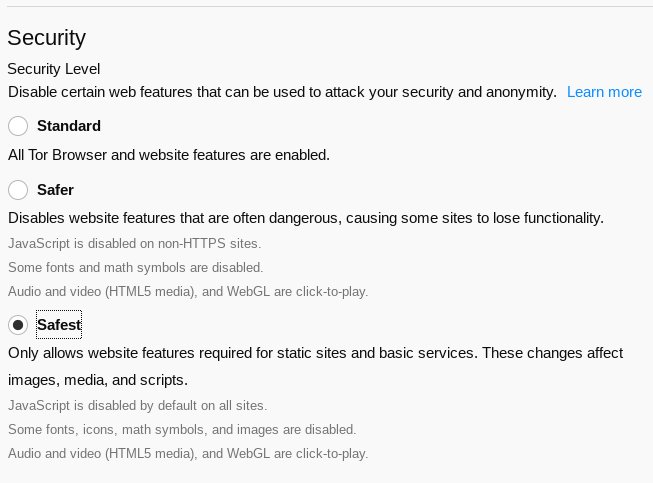 Security
Security Level
Disable certain web features that can be used to attack your security and anonymity. Learn more
Standard
All Tor Browser and website features are enabled.
Safer
Disables website features that are often dangerous, causing some sites to lose functionality.
JavaScript is disabled on non-HTTPS sites.
Some fonts and math symbols are disabled.
Audio and video (HTML5 media), and WebGL are click-to-play.
Safest
Only allows website features required for static sites and basic services. These changes affect
images, media, and scripts.
JavaScript is disabled by default on all sites.
Some fonts, icons, math symbols, and images are disabled.
Audio and video (HTML5 media), and WebGL are click-to-play.